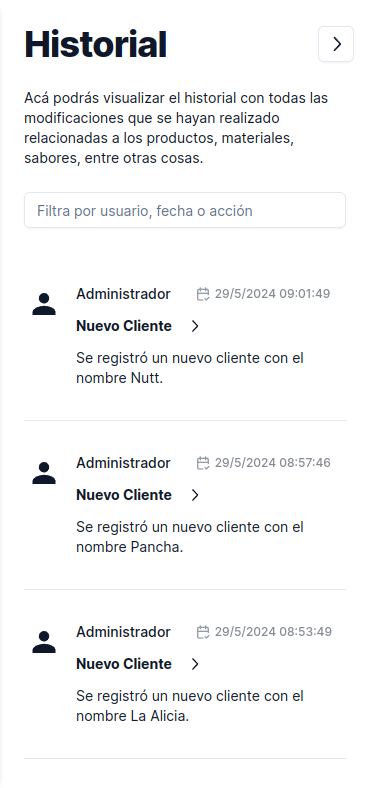 Historial
Acá podrás visualizar el historial con todas las
modificaciones que se hayan realizado
relacionadas a los productos, materiales,
sabores, entre otras cosas.
Filtra por usuario, fecha o acción
Administrador 29/5/2024 09:01:49
Nuevo Cliente
Se registró un nuevo cliente con el
nombre Nutt.
Administrador 29/5/2024 08:57:46
Nuevo Cliente
Se registró un nuevo cliente con el
nombre Pancha.
Administrador 29/5/2024 08:53:49
Nuevo Cliente
Se registró un nuevo cliente con el
nombre La Alicia.